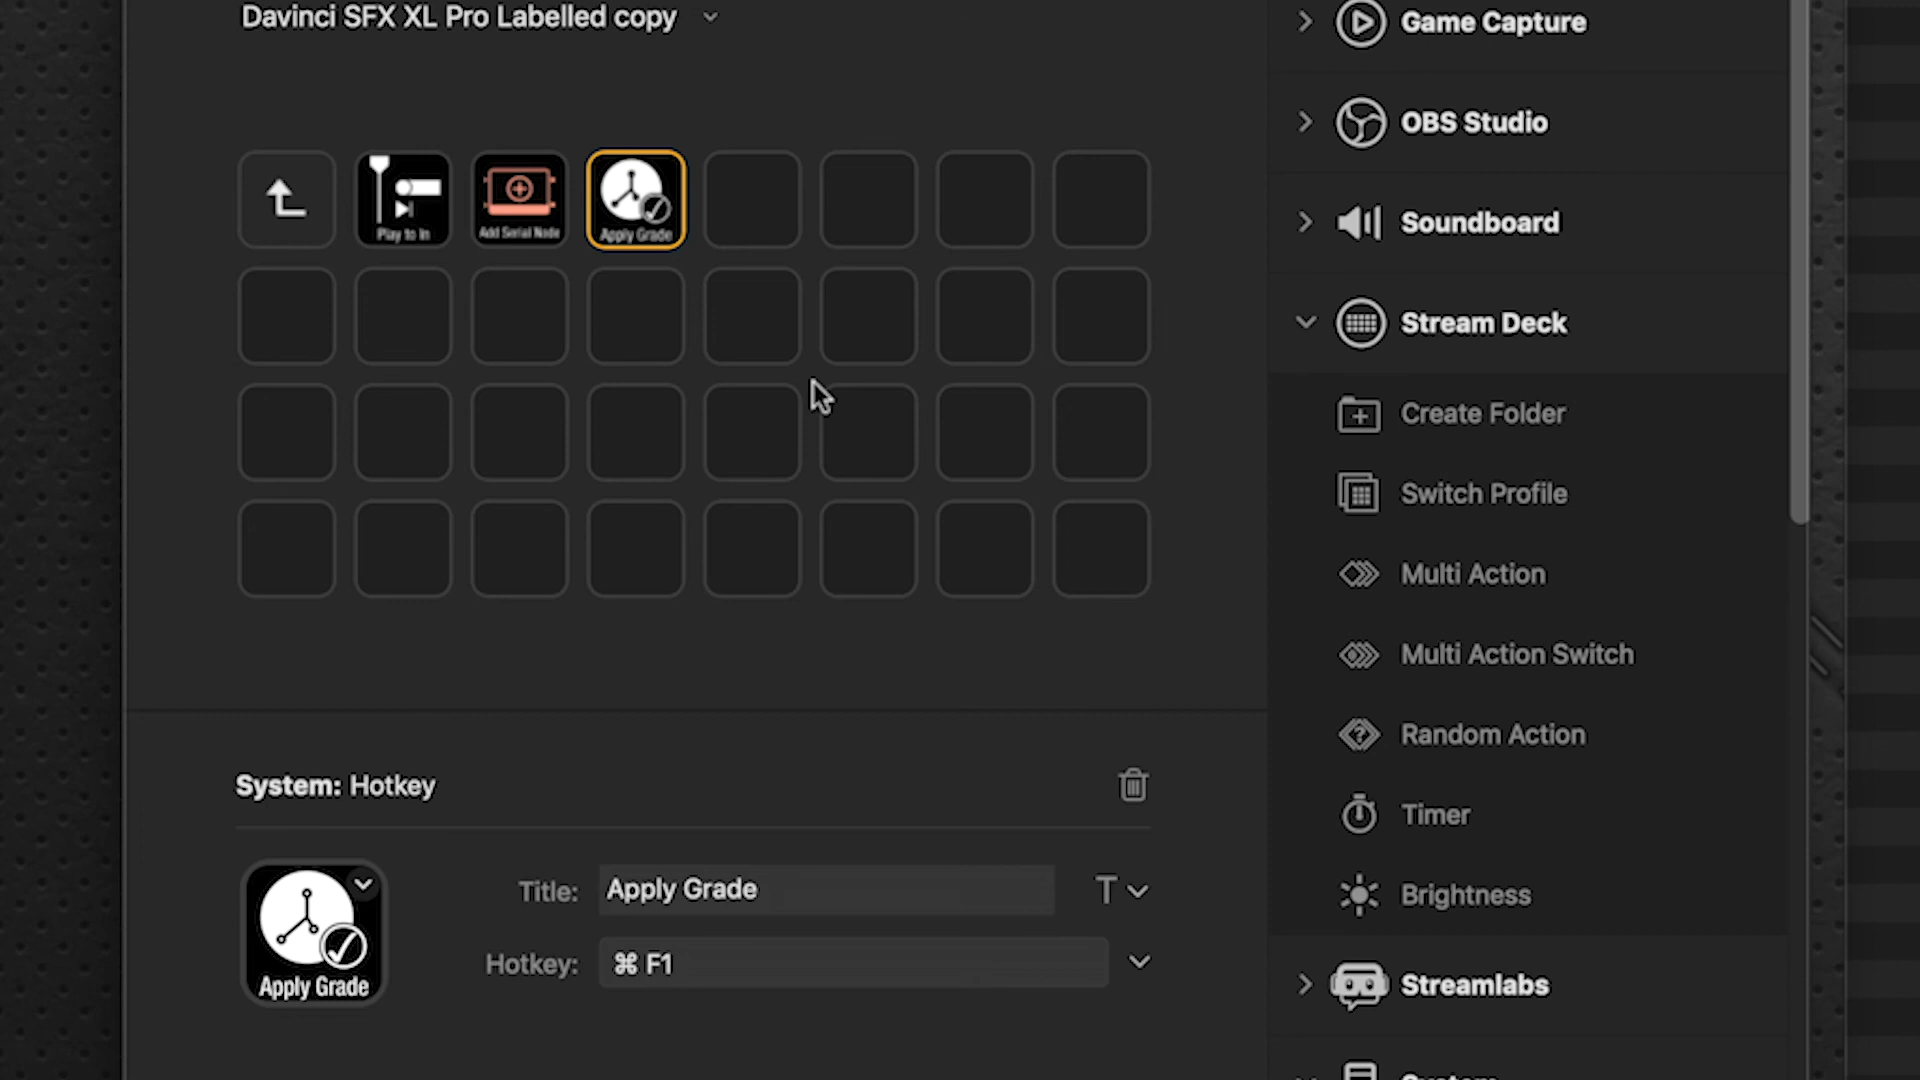 Davinci SFX XL Pro Labelled copy
Play to In
Add Serial Node
Apply Grade
System: Hotkey
Apply Grade
Title:
Apply Grade
T
Hotkey:
⌘ F1
Game Capture
OBS Studio
Soundboard
Stream Deck
Create Folder
Switch Profile
Multi Action
Multi Action Switch
Random Action
Timer
Brightness
Streamlabs